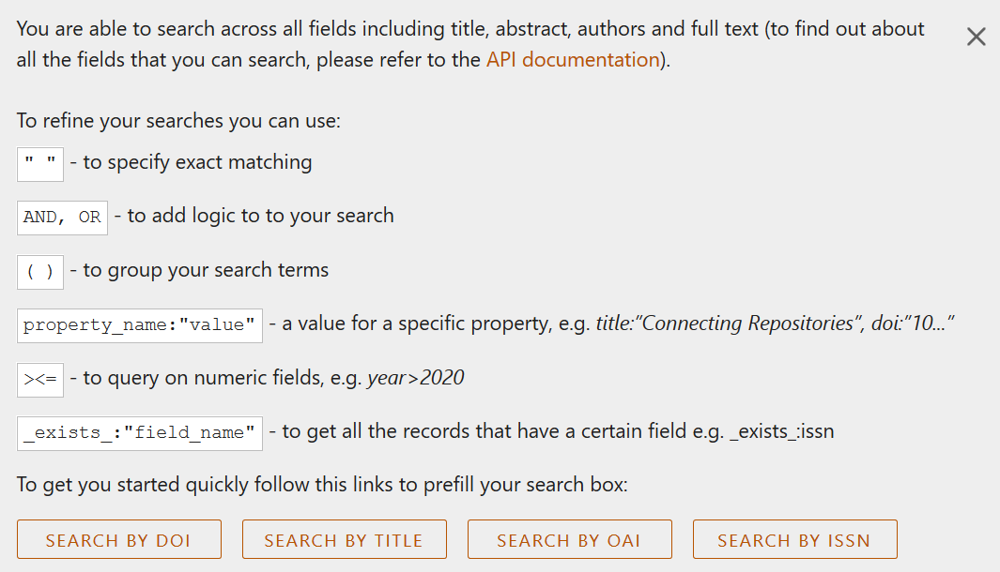 You are able to search across all fields including title, abstract, authors and full text (to find out about
all the fields that you can search, please refer to the API documentation).
To refine your searches you can use:
" " - to specify exact matching
AND, OR - to add logic to to your search
( ) - to group your search terms
property_name:"value" - a value for a specific property, e.g. title:”Connecting Repositories”, doi:”10...”
><= - to query on numeric fields, e.g. year>2020
_exists_:"field_name" - to get all the records that have a certain field e.g. _exists_:issn
To get you started quickly follow this links to prefill your search box:
SEARCH BY DOI SEARCH BY TITLE SEARCH BY OAI SEARCH BY ISSN